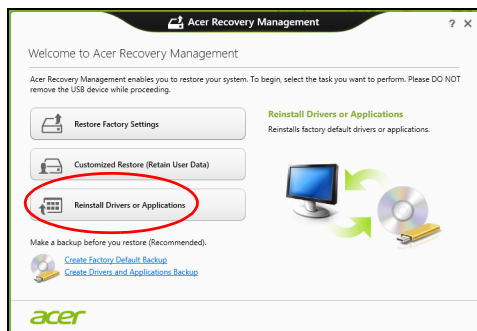 Acer Recovery Management
? X
Welcome to Acer Recovery Management
Acer Recovery Management enables you to restore your system. To begin, select the task you want to perform. Please DO NOT
remove the USB device while proceeding.
Restore Factory Settings
Customized Restore (Retain User Data)
Reinstall Drivers or Applications
Reinstall Drivers or Applications
Reinstalls factory default drivers or applications.
Make a backup before you restore (Recommended).
Create Factory Default Backup
Create Drivers and Applications Backup
acer